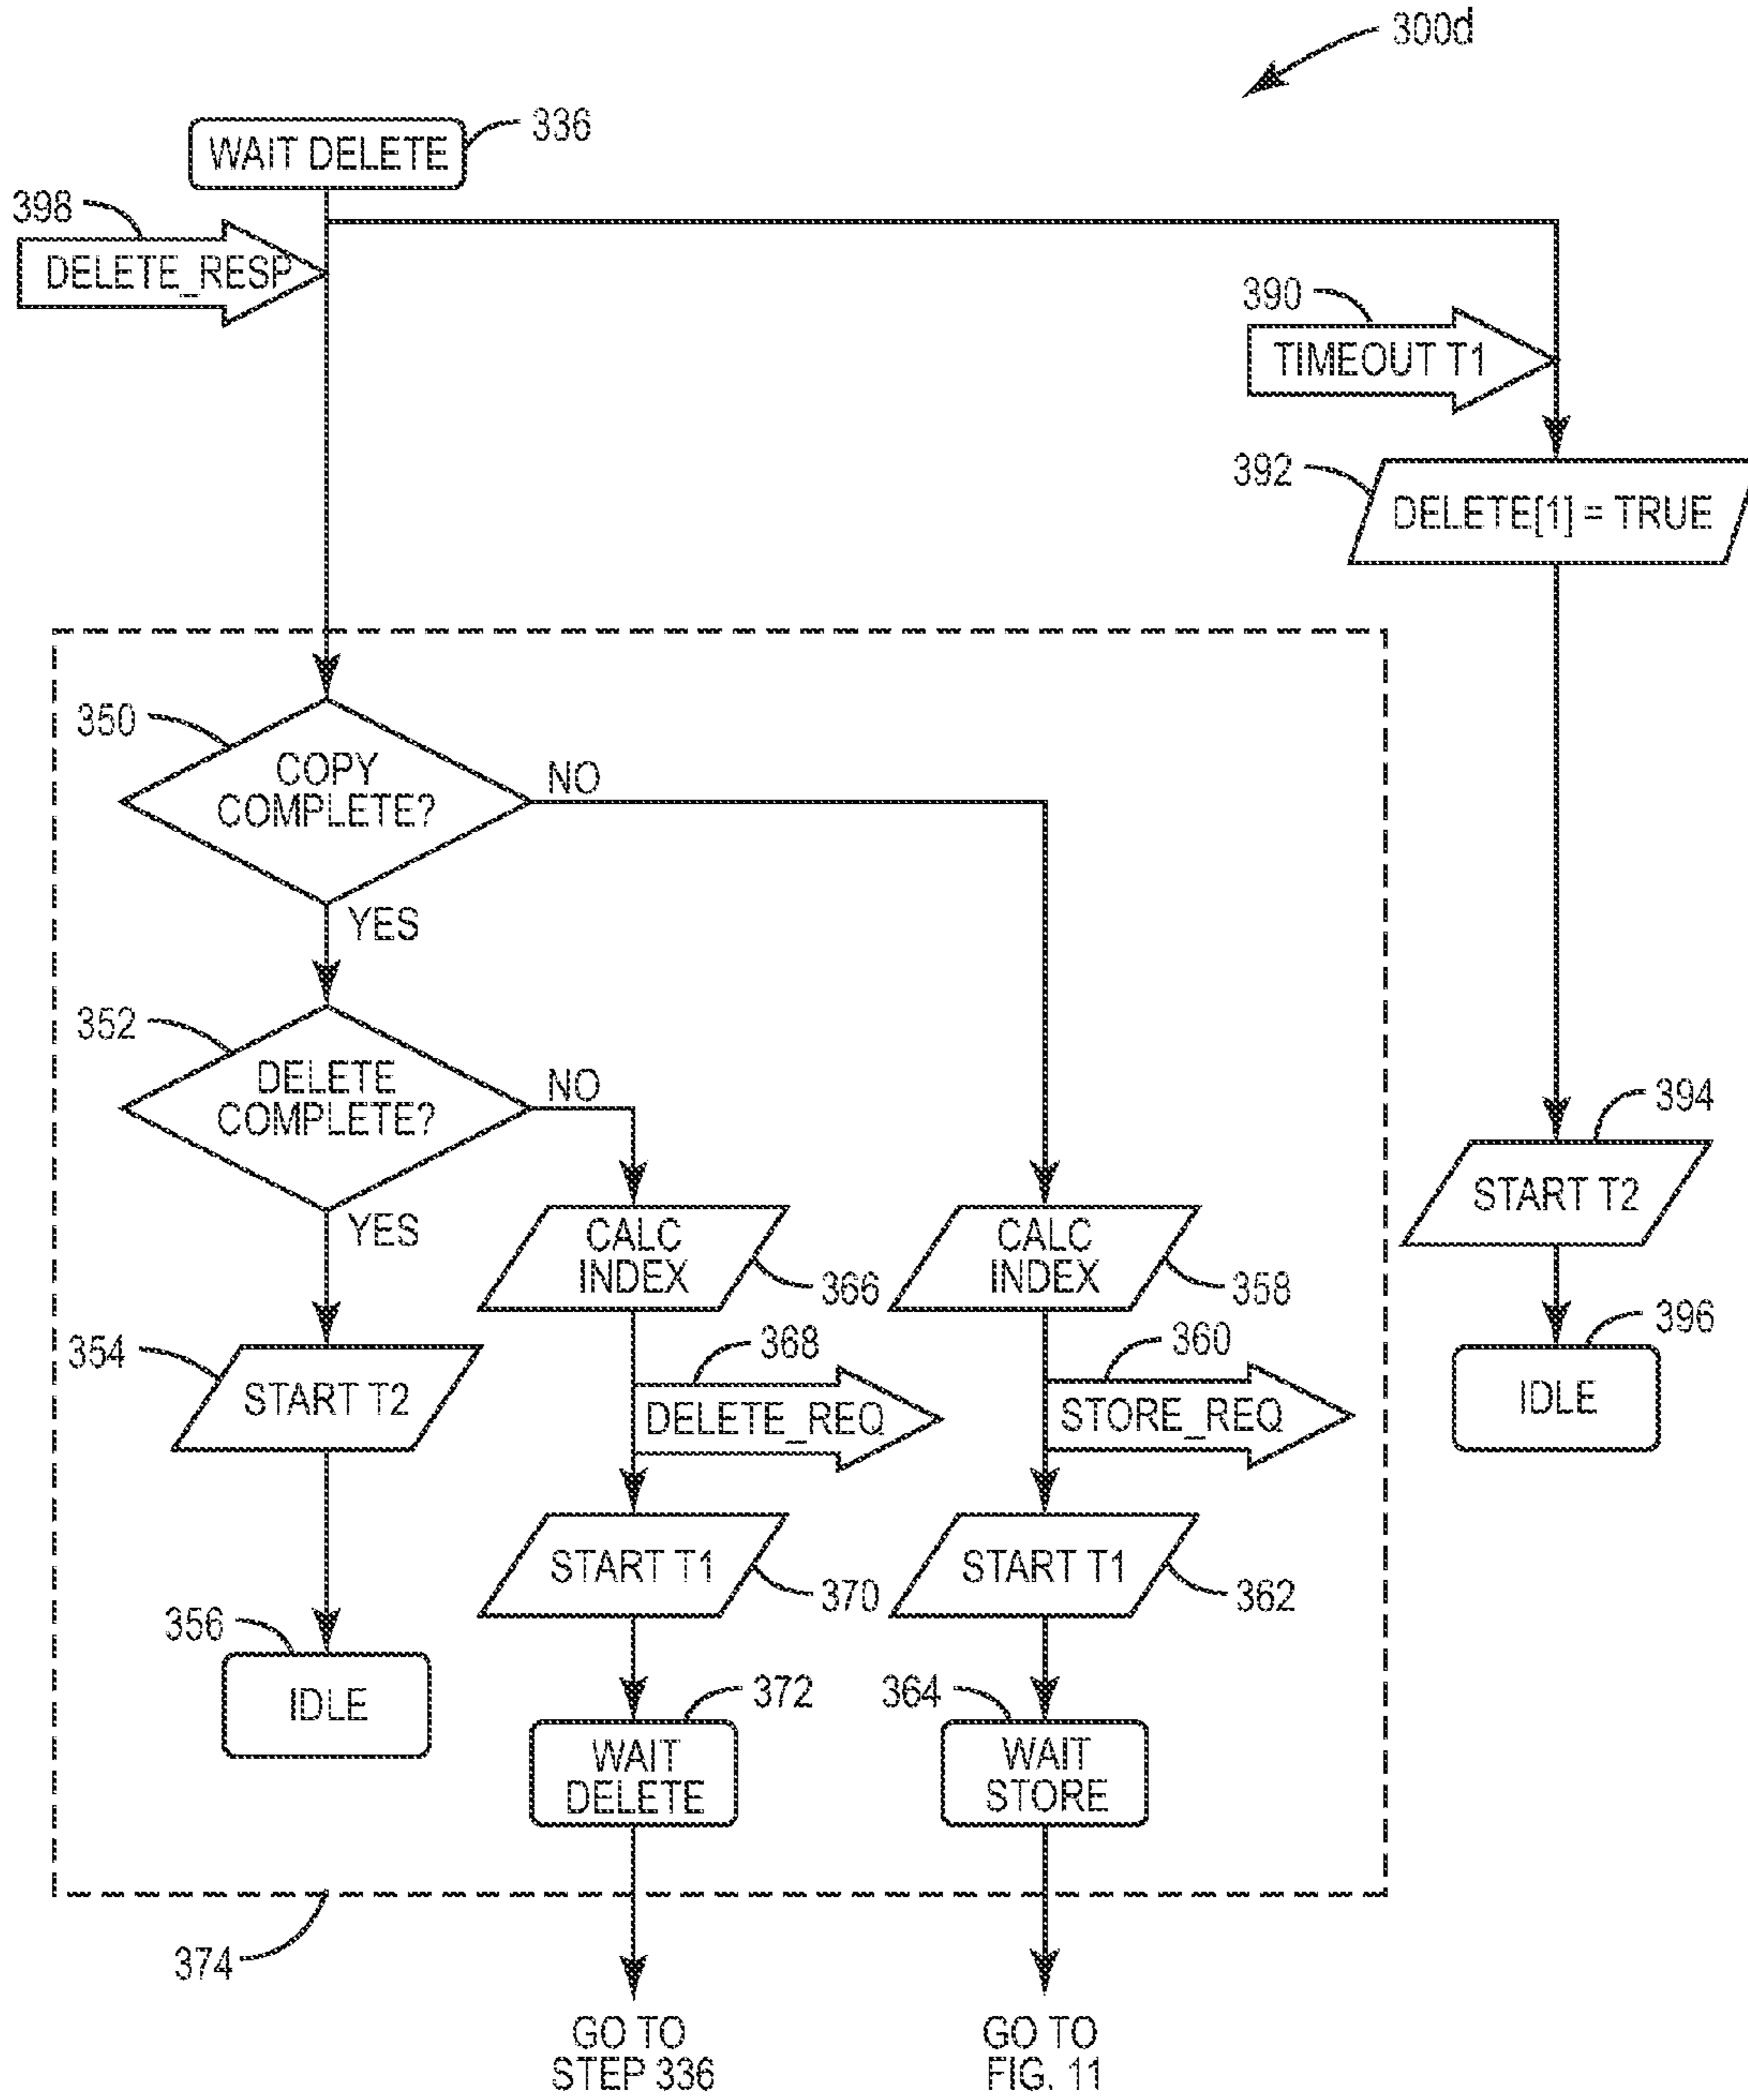 300d
WAIT DELETE
336
398
DELETE_RESP
390
TIMEOUT T1
392
DELETE[1] = TRUE
350
COPY
COMPLETE?
NO
YES
352
DELETE
COMPLETE?
NO
YES
394
START T2
CALC
INDEX
366
CALC
INDEX
358
396
IDLE
354
START T2
368
DELETE_REQ
360
STORE_REQ
START T1
370
START T1
362
356
IDLE
372
WAIT
DELETE
364
WAIT
STORE
374
GO TO
STEP 336
GO TO
FIG. 11